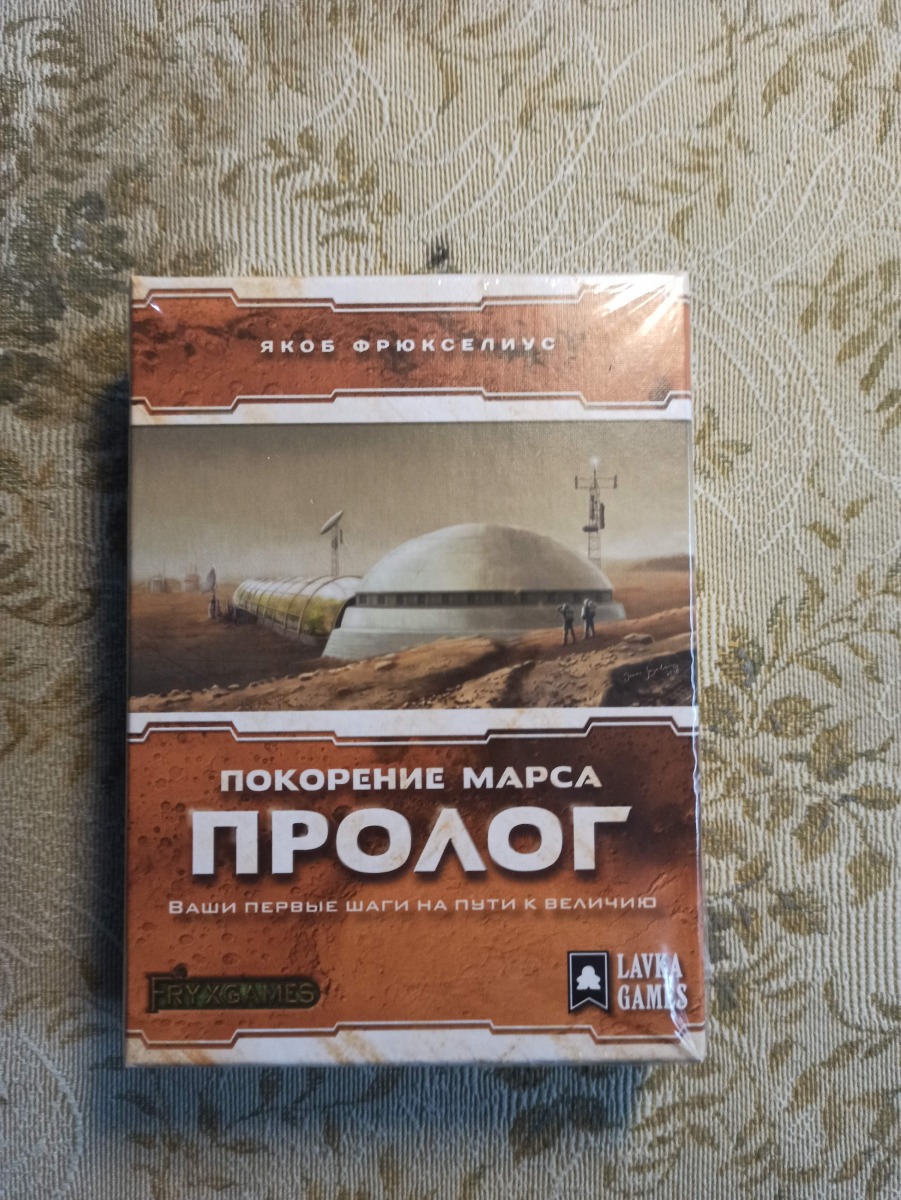 ЯКОБ ФРЮКСЕЛИУС
ПОКОРЕНИЕ МАРСА
ПРОЛОГ
ВАШИ ПЕРВЫЕ ШАГИ НА ПУТИ К ВЕЛИЧИЮ
FRYXGAMES
LAVKA
GAMES